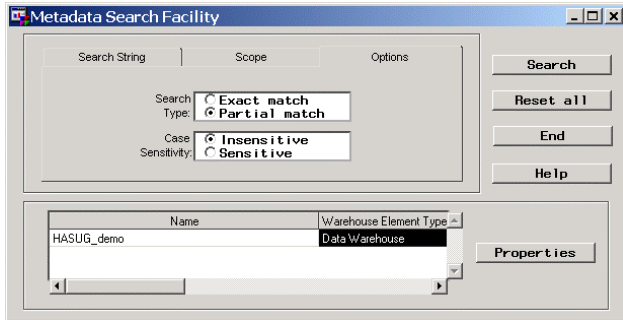 Metadata Search Facility
Search String
Scope
Options
Search
Type:
Exact match
Partial match
Case
Sensitivity:
Insensitive
Sensitive
Search
Reset all
End
Help
Name
Warehouse Element Type
HASUG_demo
Data Warehouse
Properties